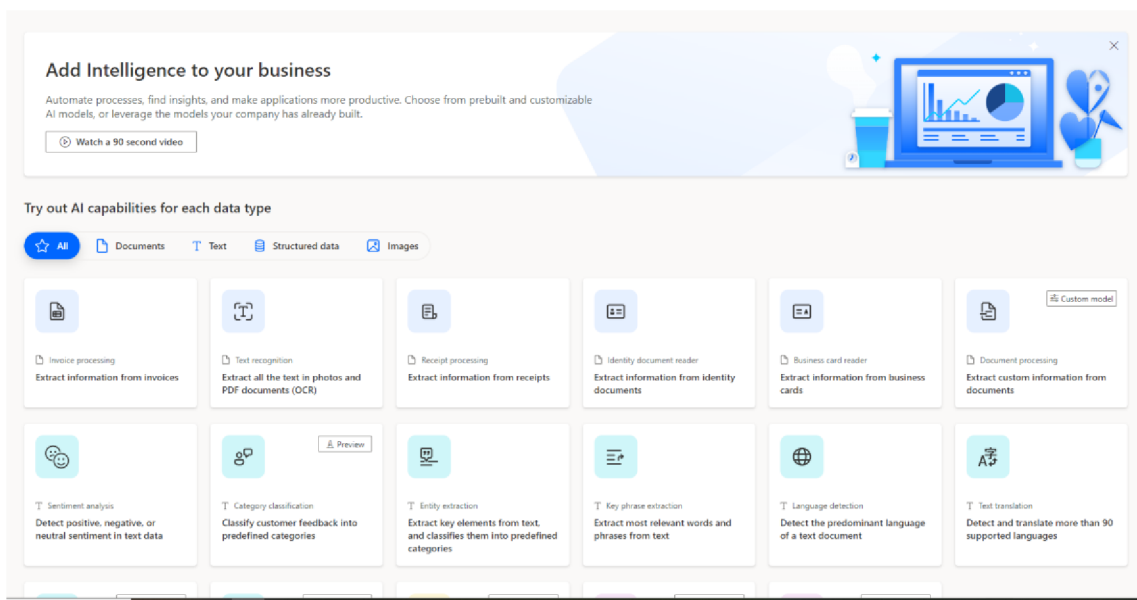 Add Intelligence to your business
Automate processes, find insights, and make applications more productive. Choose from prebuilt and customizable
AI models, or leverage the models your company has already built.
Watch a 90 second video
Try out AI capabilities for each data type
All
Documents
Text
Structured data
Images
Invoice processing
Extract information from invoices
Text recognition
Extract all the text in photos and
PDF documents (OCR)
Receipt processing
Extract information from receipts
Identity document reader
Extract information from identity
documents
Business card reader
Extract information from business
cards
Custom model
Document processing
Extract custom information from
documents
Sentiment analysis
Detect positive, negative, or
neutral sentiment in text data
Preview
Category classification
Classify customer feedback into
predefined categories
Entity extraction
Extract key elements from text,
and classifies them into predefined
categories
Key phrase extraction
Extract most relevant words and
phrases from text
Language detection
Detect the predominant language
of a text document
Text translation
Detect and translate more than 90
supported languages